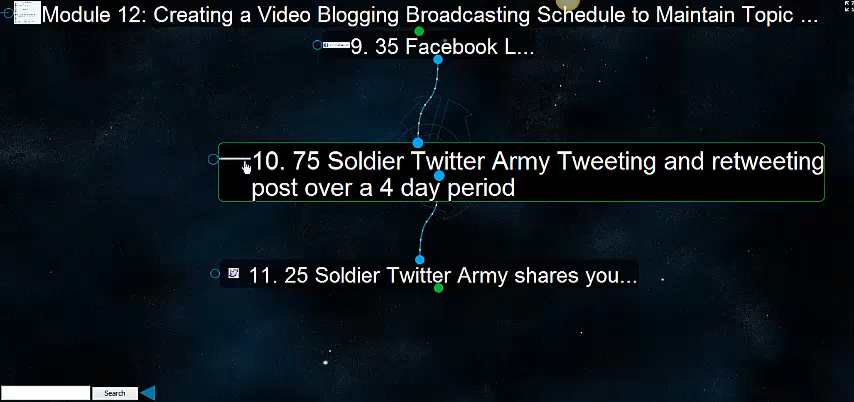 Module 12: Creating a Video Blogging Broadcasting Schedule to Maintain Topic ...
9. 35 Facebook L...
10. 75 Soldier Twitter Army Tweeting and retweeting
post over a 4 day period
11. 25 Soldier Twitter Army shares you...
Search